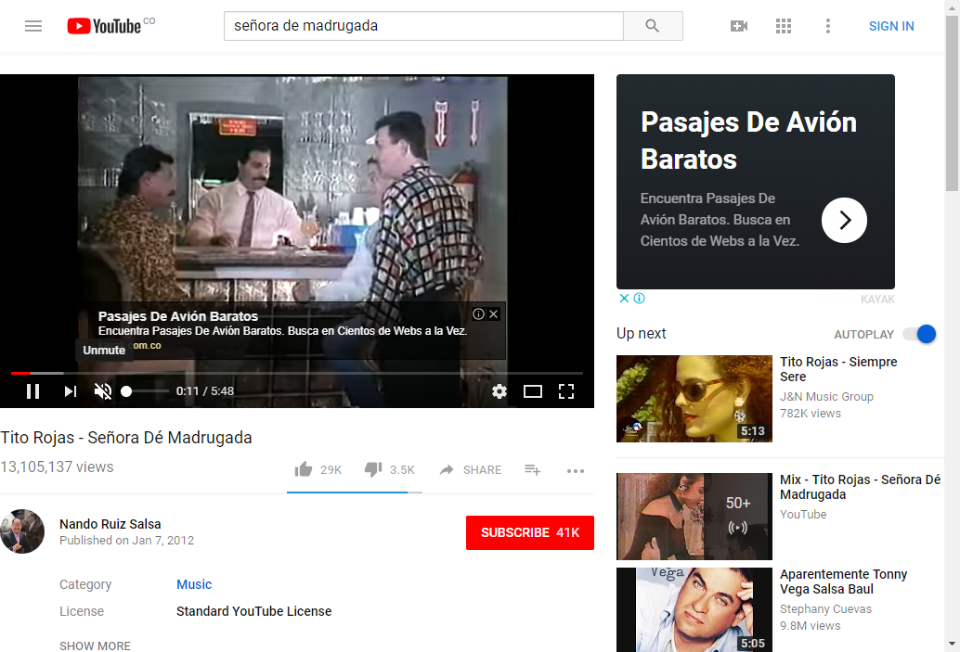 YouTube CO
señora de madrugada
SIGN IN
Pasajes De Avión Baratos
Encuentra Pasajes De Avión Baratos. Busca en Cientos de Webs a la Vez.
om.co
Unmute
0:11 / 5:48
Pasajes De Avión
Baratos
Encuentra Pasajes De
Avión Baratos. Busca en
Cientos de Webs a la Vez.
KAYAK
Tito Rojas - Señora Dé Madrugada
13,105,137 views
29K
3.5K
SHARE
Nando Ruiz Salsa
Published on Jan 7, 2012
SUBSCRIBE 41K
Category
Music
License
Standard YouTube License
SHOW MORE
Up next
AUTOPLAY
5:13
Tito Rojas - Siempre
Sere
J&N Music Group
782K views
50+
Mix - Tito Rojas - Señora Dé
Madrugada
YouTube
Vega
5:05
Aparentemente Tonny
Vega Salsa Baul
Stephany Cuevas
9.8M views